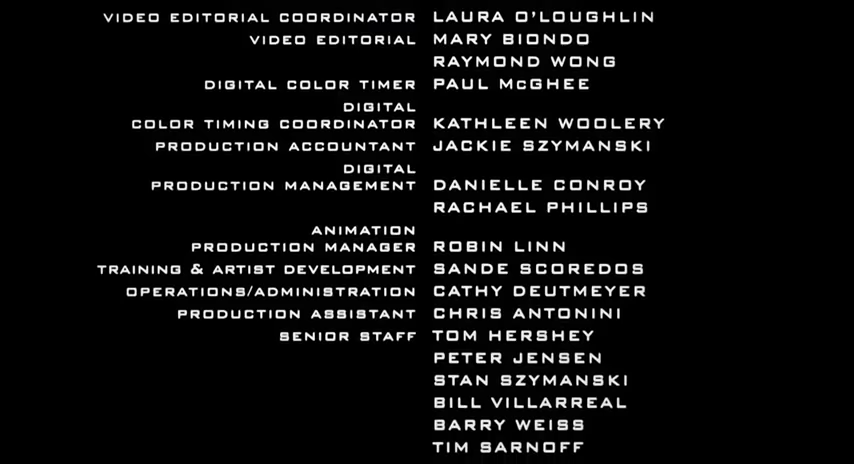 VIDEO EDITORIAL COORDINATOR LAURA O'LOUGHLIN
VIDEO EDITORIAL MARY BIONDO
RAYMOND WONG
DIGITAL COLOR TIMER PAUL McGHEE
DIGITAL
COLOR TIMING COORDINATOR KATHLEEN WOOLERY
PRODUCTION ACCOUNTANT JACKIE SZYMANSKI
DIGITAL
PRODUCTION MANAGEMENT DANIELLE CONROY
RACHAEL PHILLIPS
ANIMATION
PRODUCTION MANAGER ROBIN LINN
TRAINING & ARTIST DEVELOPMENT SANDE SCOREDOS
OPERATIONS/ADMINISTRATION CATHY DEUTMEYER
PRODUCTION ASSISTANT CHRIS ANTONINI
SENIOR STAFF TOM HERSHEY
PETER JENSEN
STAN SZYMANSKI
BILL VILLARREAL
BARRY WEISS
TIM SARNOFF